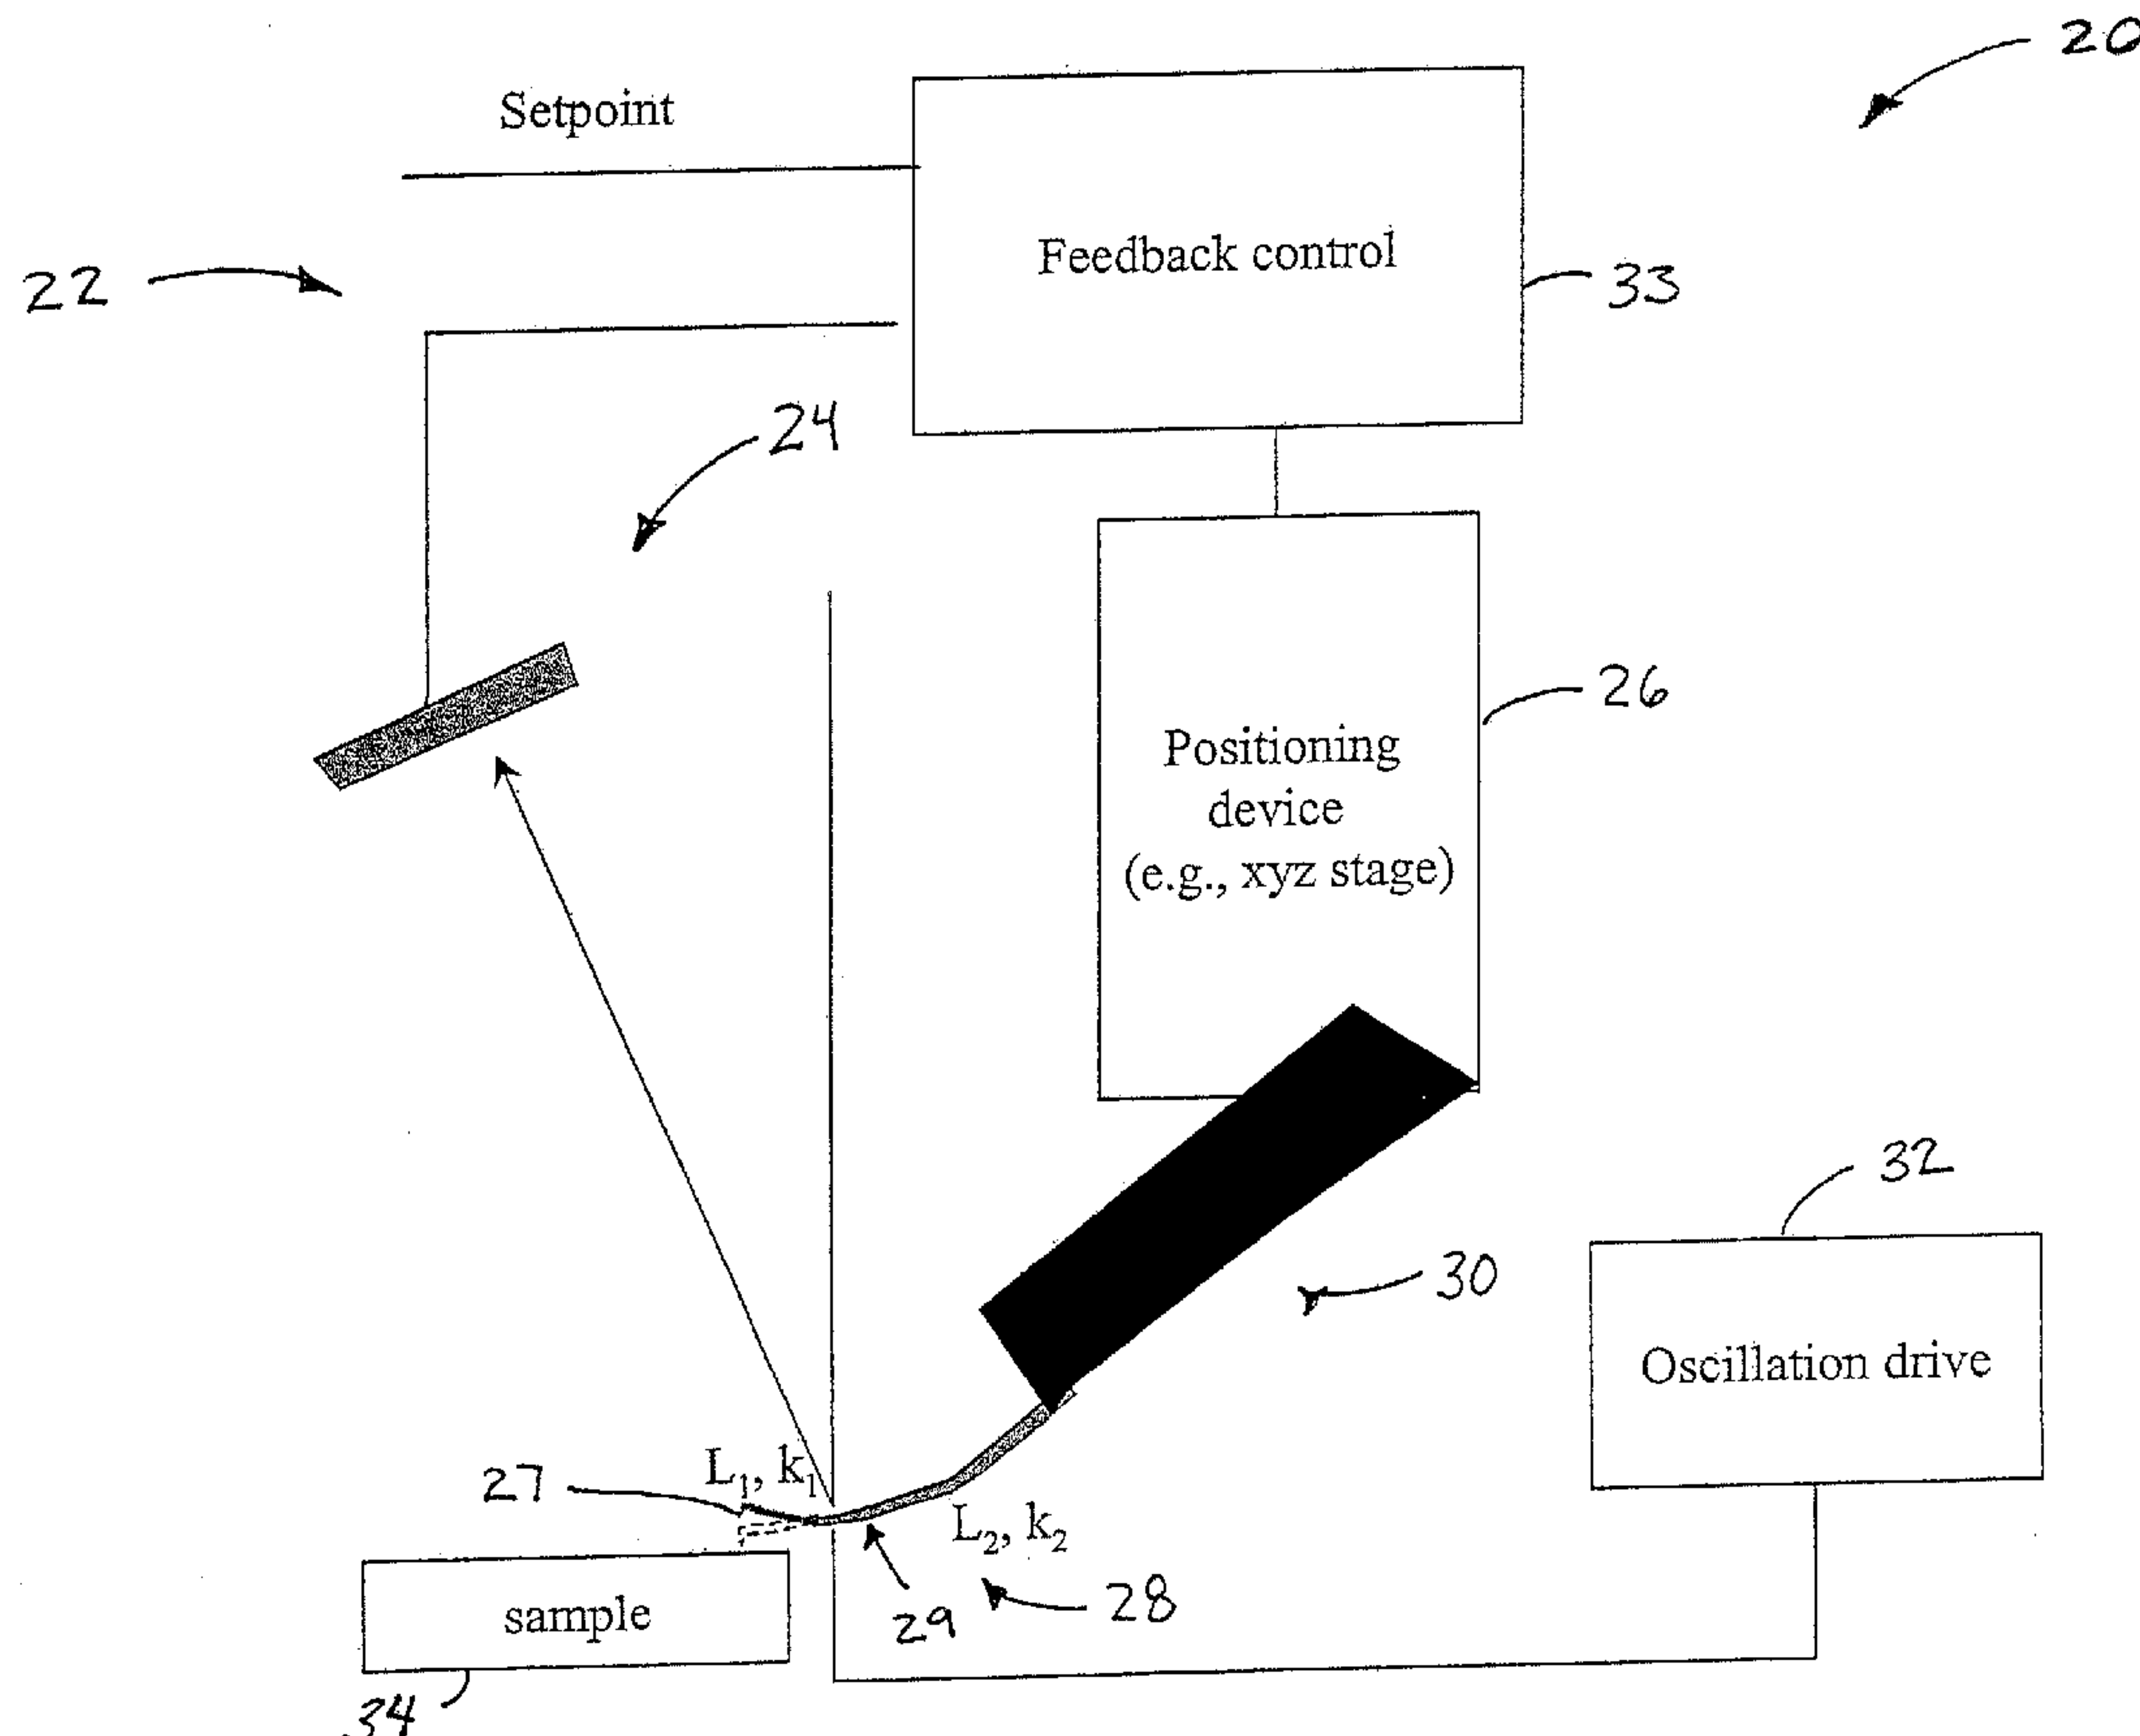 20
Setpoint
Feedback control
22
33
24
26
Positioning
device
(e.g., xyz stage)
32
30
Oscillation drive
L₁, k₁
27
L₂, k₂
28
29
sample
34